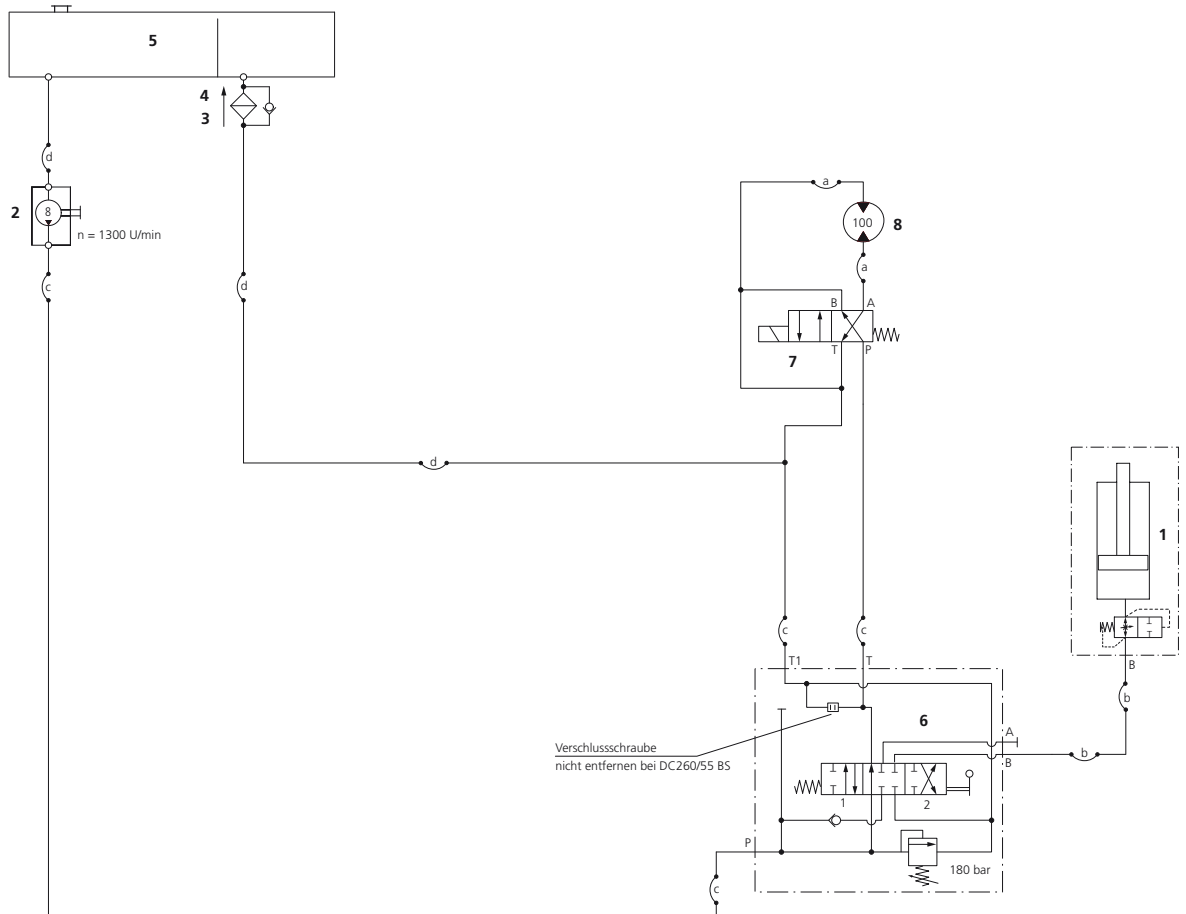 5
4
3
d
2
8
n = 1300 U/min
c
d
a
100
8
a
B A
T P
7
d
1
c
c
T1
T
B
b
6
A
Verschlussschraube
nicht entfernen bei DC260/55 BS
B
b
1
2
P
180 bar
c